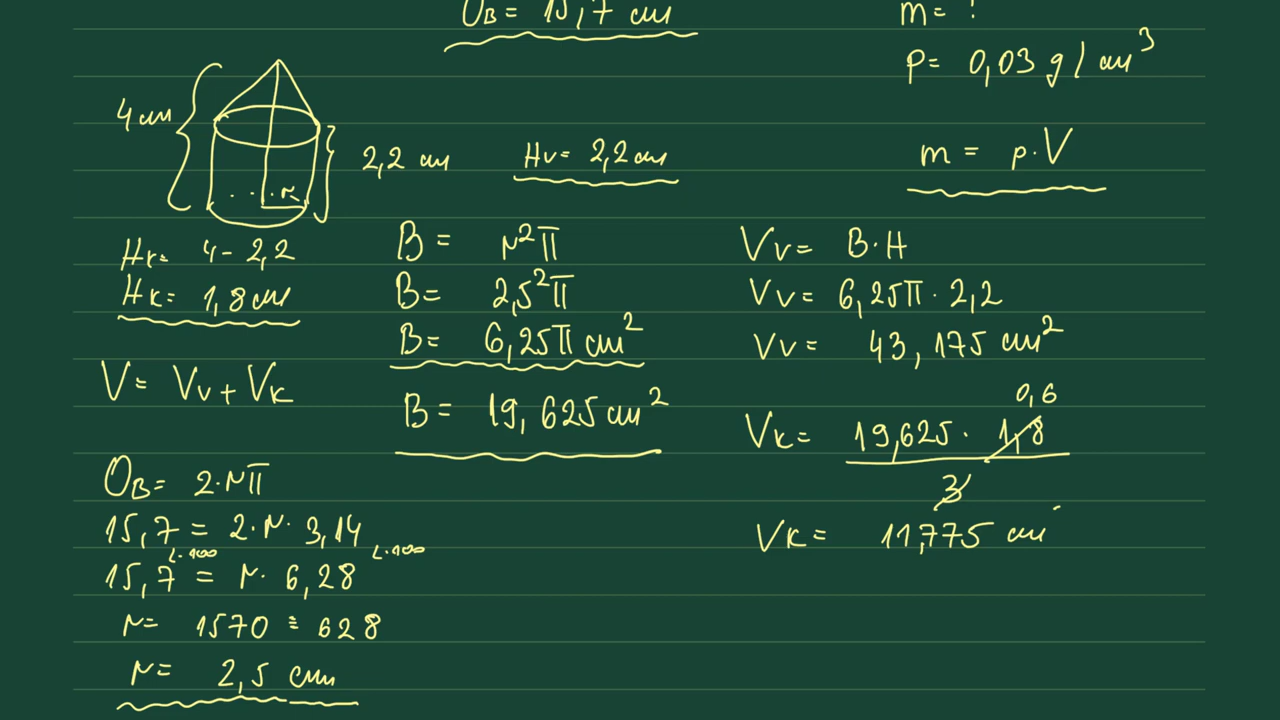 O_B = 15,7 cm
m = ?
ρ = 0,03 g/cm³
4 cm
2,2 cm
H_V = 2,2 cm
m = ρ·V
r
H_K = 4 - 2,2
H_K = 1,8 cm
V = V_V + V_K
B = r²π
B = 2,5²π
B = 6,25π cm²
B = 19,625 cm²
V_V = B·H
V_V = 6,25π · 2,2
V_V = 43,175 cm²
0,6
V_K = 19,625 · 1,8
3
V_K = 11,775 cm
O_B = 2·rπ
15,7 = 2·r· 3,14
/·100 /·100
15,7 = r· 6,28
r = 1570 : 628
r = 2,5 cm